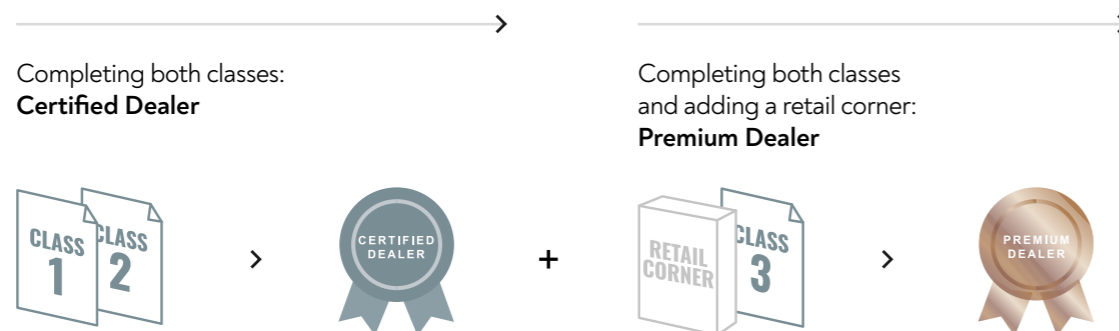 Completing both classes:
Certified Dealer
Completing both classes
and adding a retail corner:
Premium Dealer
CLASS
1
CLASS
2
>
CERTIFIED
DEALER
+
RETAIL
CORNER
CLASS
3
>
PREMIUM
DEALER